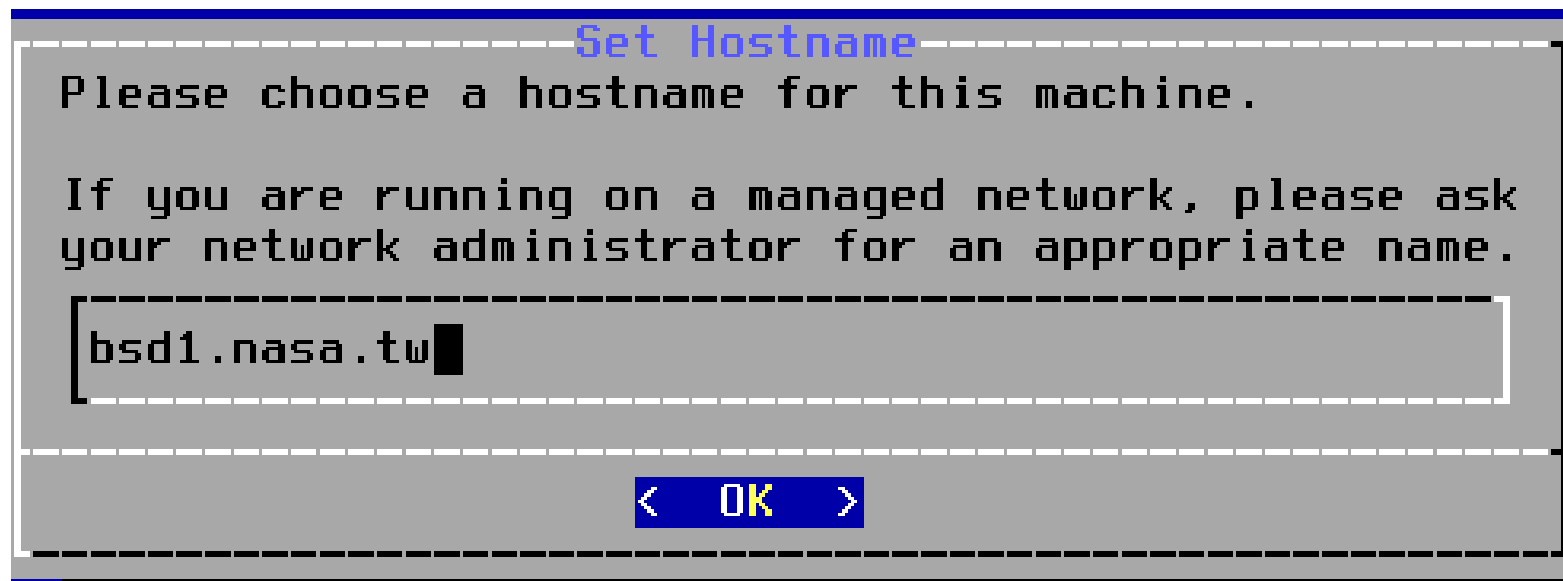 Set Hostname
Please choose a hostname for this machine.
If you are running on a managed network, please ask
your network administrator for an appropriate name.
bsd1.nasa.tw
< OK >